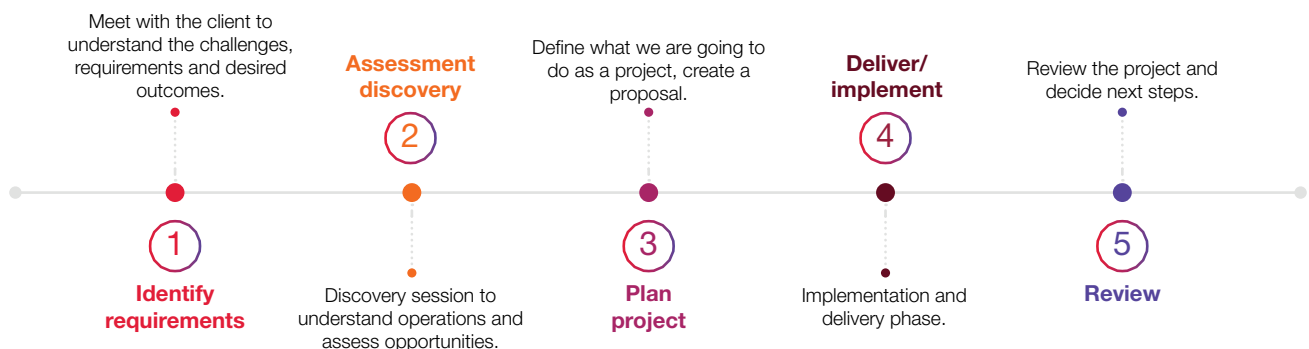 Meet with the client to
understand the challenges,
requirements and desired
outcomes.
1
Identify
requirements
Assessment
discovery
2
Discovery session to
understand operations and
assess opportunities.
Define what we are going to
do as a project, create a
proposal.
3
Plan
project
Deliver/
implement
4
Implementation and
delivery phase.
Review the project and
decide next steps.
5
Review